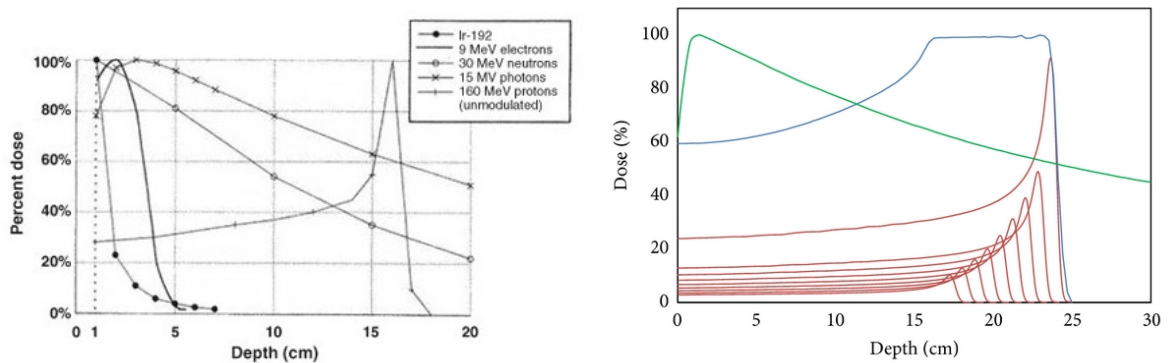 Ir-192
9 MeV electrons
30 MeV neutrons
15 MV photons
160 MeV protons
(unmodulated)
100%
80%
60%
40%
20%
0%
Percent dose
0 1 5 10 15 20
Depth (cm)
100
80
60
40
20
0
Dose (%)
0 5 10 15 20 25 30
Depth (cm)